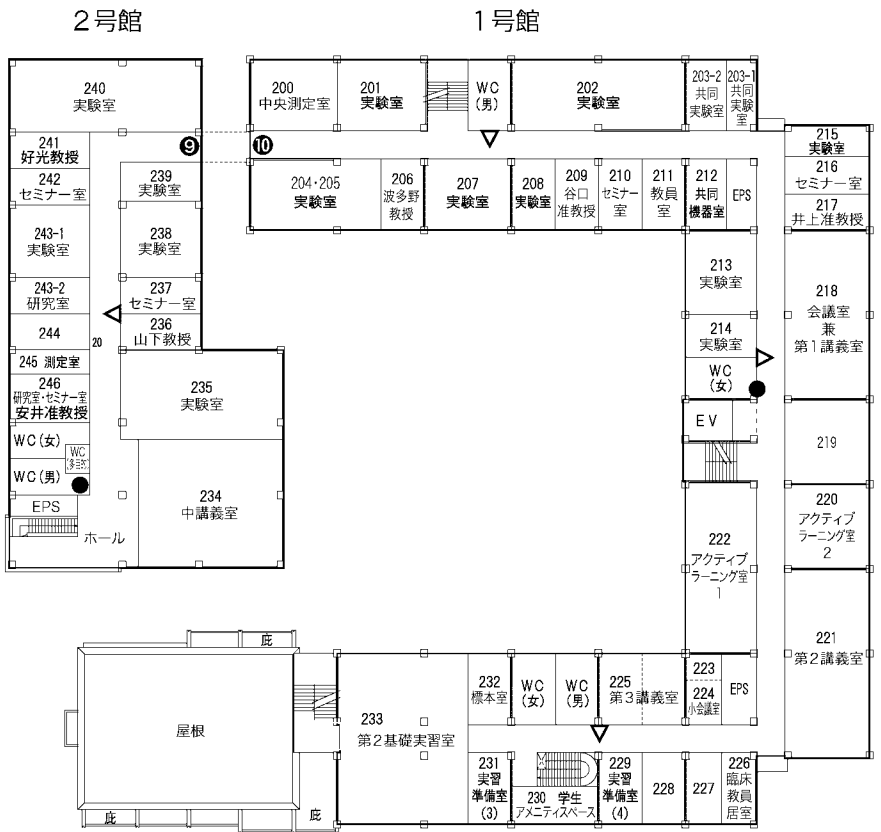 ２号館
１号館
240
実験室
241
好光教授
242
セミナー室
243-1
実験室
243-2
研究室
244
245 測定室
246
研究室・セミナー室
安井准教授
WC(女)
WC
(多目的)
WC(男)
EPS
ホール
20
❾
239
実験室
238
実験室
237
セミナー室
236
山下教授
235
実験室
234
中講義室
❿
200
中央測定室
201
実験室
WC
(男)
202
実験室
203-2
共同
実験室
203-1
共同
実験室
204・205
実験室
206
波多野
教授
207
実験室
208
実験室
209
谷口
准教授
210
セミナー
室
211
教員
室
212
共同
機器室
EPS
213
実験室
214
実験室
WC
(女)
EV
215
実験室
216
セミナー室
217
井上准教授
218
会議室
兼
第１講義室
219
220
アクティブ
ラーニング室
2
221
第２講義室
222
アクティブ
ラーニング室
1
223
224
小会議室
EPS
225
第３講義室
WC
(男)
WC
(女)
232
標本室
233
第２基礎実習室
231
実習
準備室
(3)
230 学生
アメニティスペース
229
実習
準備室
(4)
228
227
226
臨床
教員
居室
庇
屋根
庇
庇